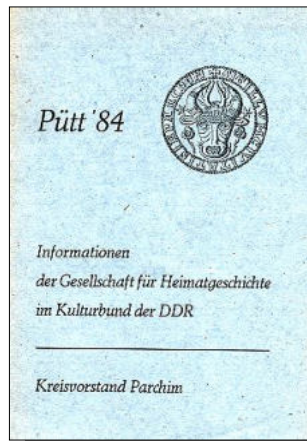 Pütt '84
Informationen
der Gesellschaft für Heimatgeschichte
im Kulturbund der DDR
Kreisvorstand Parchim